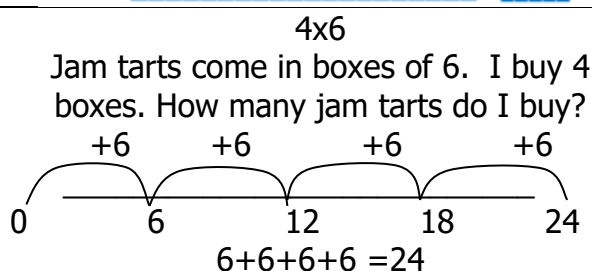 4x6
Jam tarts come in boxes of 6.  I buy 4
boxes. How many jam tarts do I buy?
+6 +6 +6 +6
0 6 12 18 24
6+6+6+6 =24